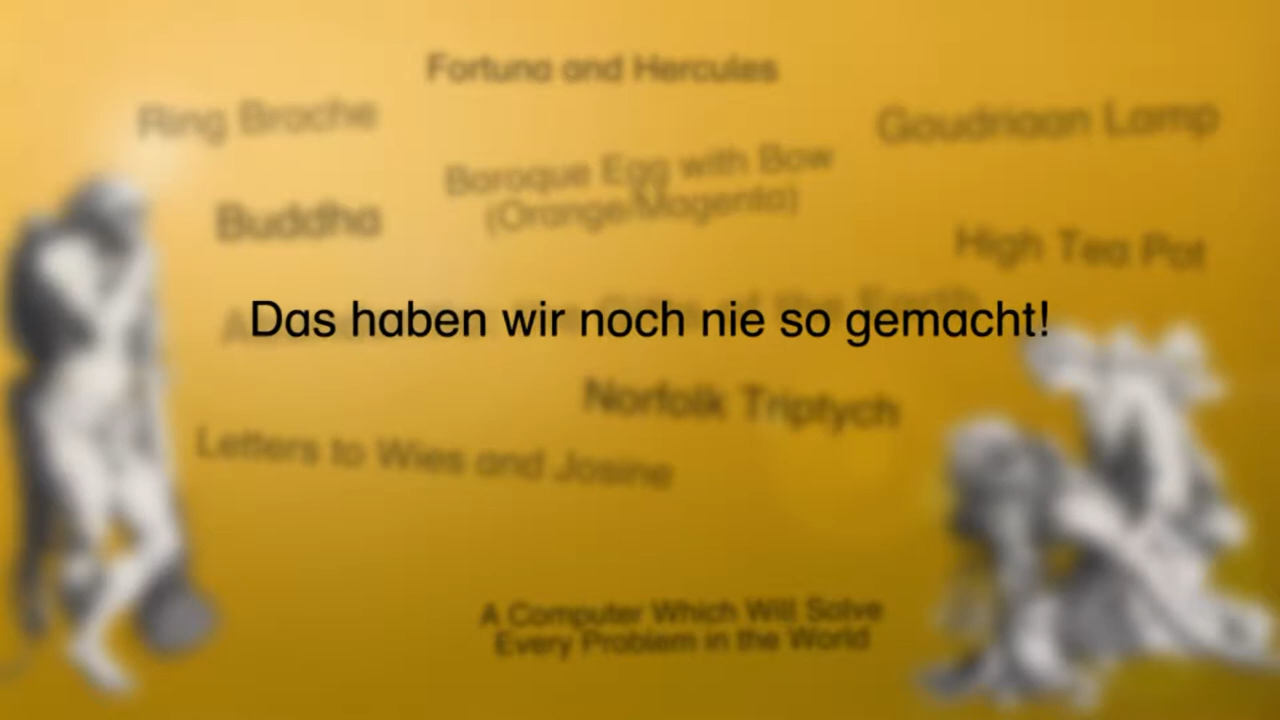 Fortuna and Hercules
Ring Broche
Goudriaan Lamp
Baroque Egg with Bow
(Orange/Magenta)
Buddha
High Tea Pot
Das haben wir noch nie so gemacht!
Norfolk Triptych
Letters to Wies and Josine
A Computer Which Will Solve
Every Problem in the World